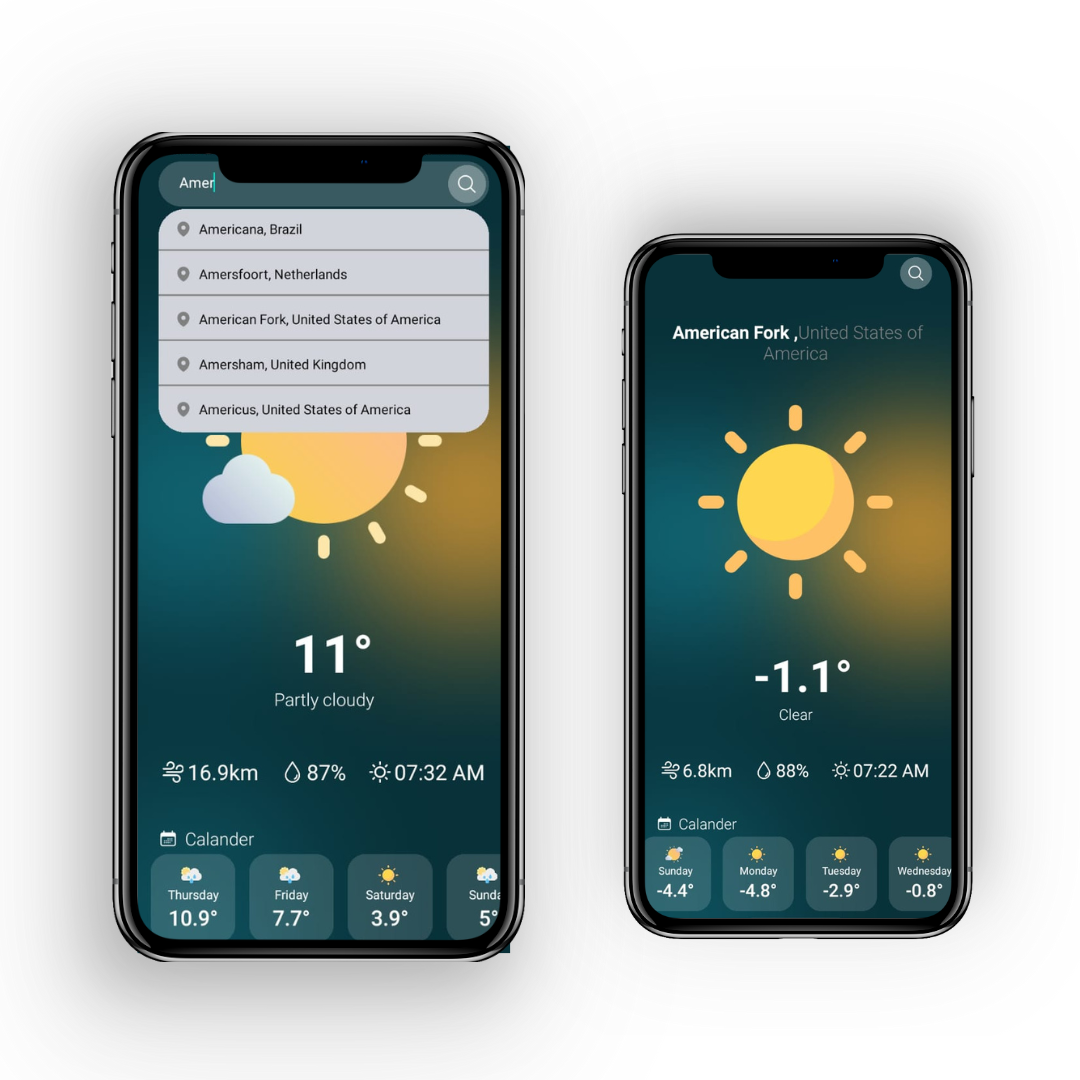 Amer
Americana, Brazil
Amersfoort, Netherlands
American Fork, United States of America
Amersham, United Kingdom
Americus, United States of America
11°
Partly cloudy
16.9km 87% 07:32 AM
Calander
Thursday Friday Saturday Sunda
10.9° 7.7° 3.9° 5°
American Fork ,United States of
America
-1.1°
Clear
6.8km 88% 07:22 AM
Calander
Sunday Monday Tuesday Wednesday
-4.4° -4.8° -2.9° -0.8°